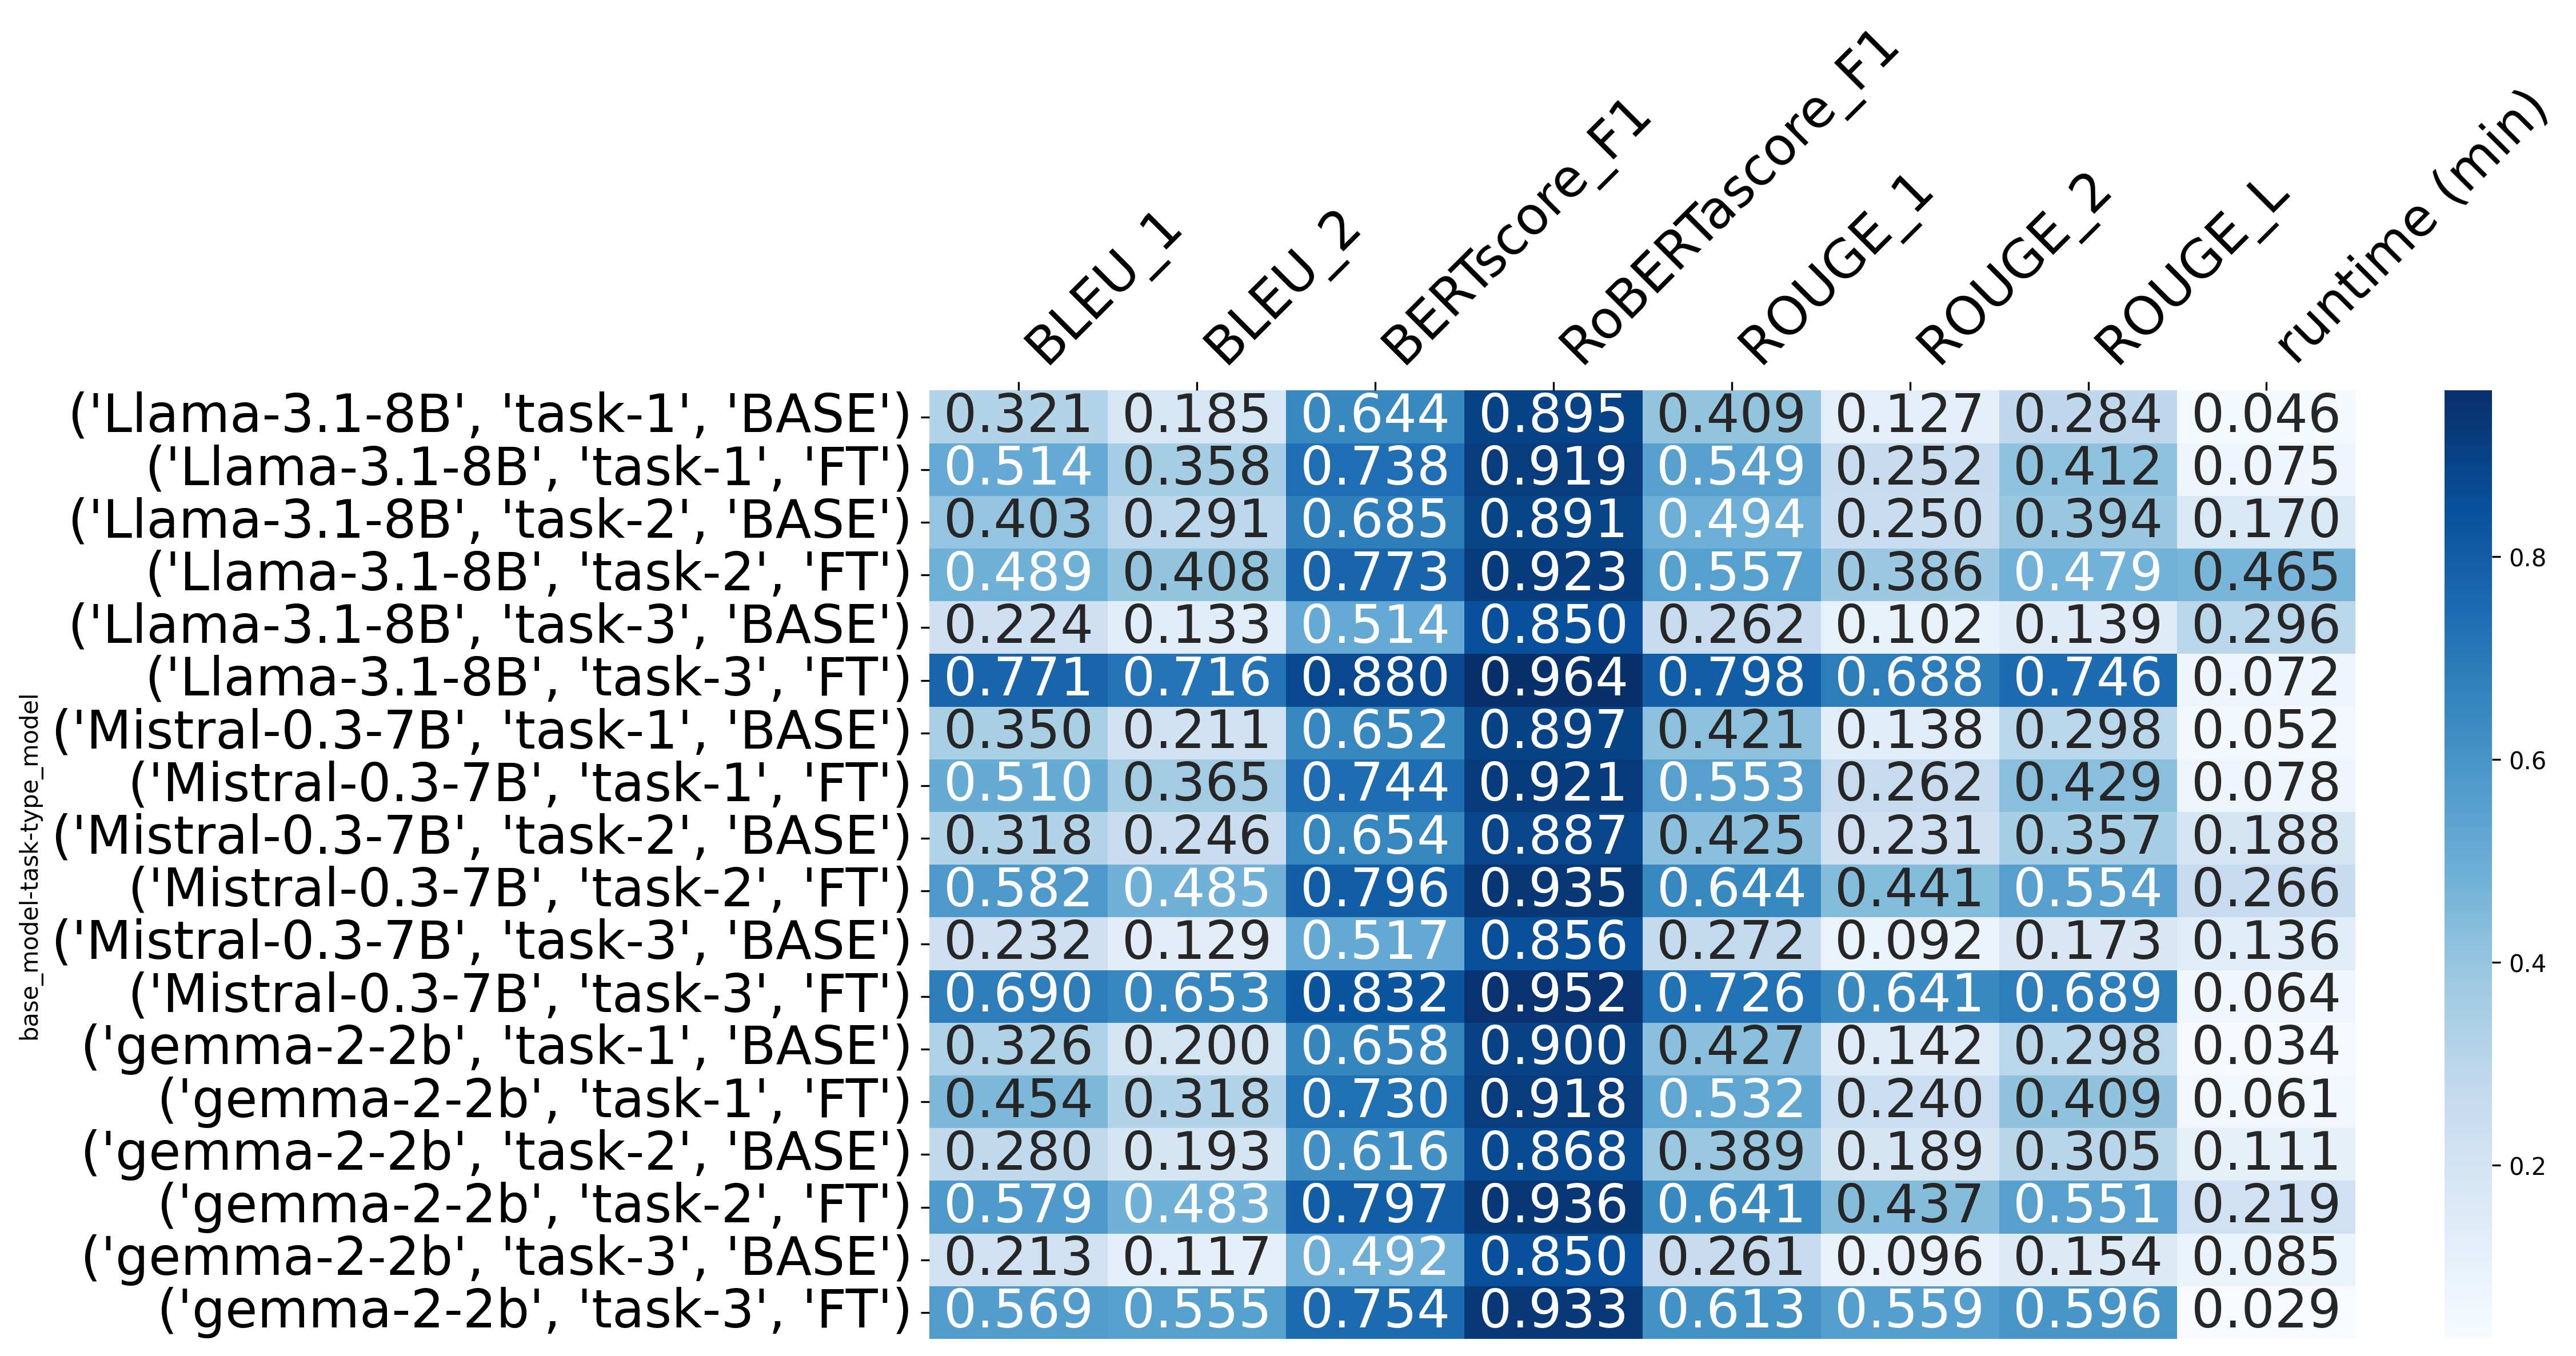 BLEU_1 BLEU_2 BERTscore_F1 RoBERTascore_F1 ROUGE_1 ROUGE_2 ROUGE_L runtime (min)
base_model-task-type_model
('Llama-3.1-8B', 'task-1', 'BASE') 0.321 0.185 0.644 0.895 0.409 0.127 0.284 0.046
('Llama-3.1-8B', 'task-1', 'FT') 0.514 0.358 0.738 0.919 0.549 0.252 0.412 0.075
('Llama-3.1-8B', 'task-2', 'BASE') 0.403 0.291 0.685 0.891 0.494 0.250 0.394 0.170
('Llama-3.1-8B', 'task-2', 'FT') 0.489 0.408 0.773 0.923 0.557 0.386 0.479 0.465
('Llama-3.1-8B', 'task-3', 'BASE') 0.224 0.133 0.514 0.850 0.262 0.102 0.139 0.296
('Llama-3.1-8B', 'task-3', 'FT') 0.771 0.716 0.880 0.964 0.798 0.688 0.746 0.072
('Mistral-0.3-7B', 'task-1', 'BASE') 0.350 0.211 0.652 0.897 0.421 0.138 0.298 0.052
('Mistral-0.3-7B', 'task-1', 'FT') 0.510 0.365 0.744 0.921 0.553 0.262 0.429 0.078
('Mistral-0.3-7B', 'task-2', 'BASE') 0.318 0.246 0.654 0.887 0.425 0.231 0.357 0.188
('Mistral-0.3-7B', 'task-2', 'FT') 0.582 0.485 0.796 0.935 0.644 0.441 0.554 0.266
('Mistral-0.3-7B', 'task-3', 'BASE') 0.232 0.129 0.517 0.856 0.272 0.092 0.173 0.136
('Mistral-0.3-7B', 'task-3', 'FT') 0.690 0.653 0.832 0.952 0.726 0.641 0.689 0.064
('gemma-2-2b', 'task-1', 'BASE') 0.326 0.200 0.658 0.900 0.427 0.142 0.298 0.034
('gemma-2-2b', 'task-1', 'FT') 0.454 0.318 0.730 0.918 0.532 0.240 0.409 0.061
('gemma-2-2b', 'task-2', 'BASE') 0.280 0.193 0.616 0.868 0.389 0.189 0.305 0.111
('gemma-2-2b', 'task-2', 'FT') 0.579 0.483 0.797 0.936 0.641 0.437 0.551 0.219
('gemma-2-2b', 'task-3', 'BASE') 0.213 0.117 0.492 0.850 0.261 0.096 0.154 0.085
('gemma-2-2b', 'task-3', 'FT') 0.569 0.555 0.754 0.933 0.613 0.559 0.596 0.029
0.8
0.6
0.4
0.2